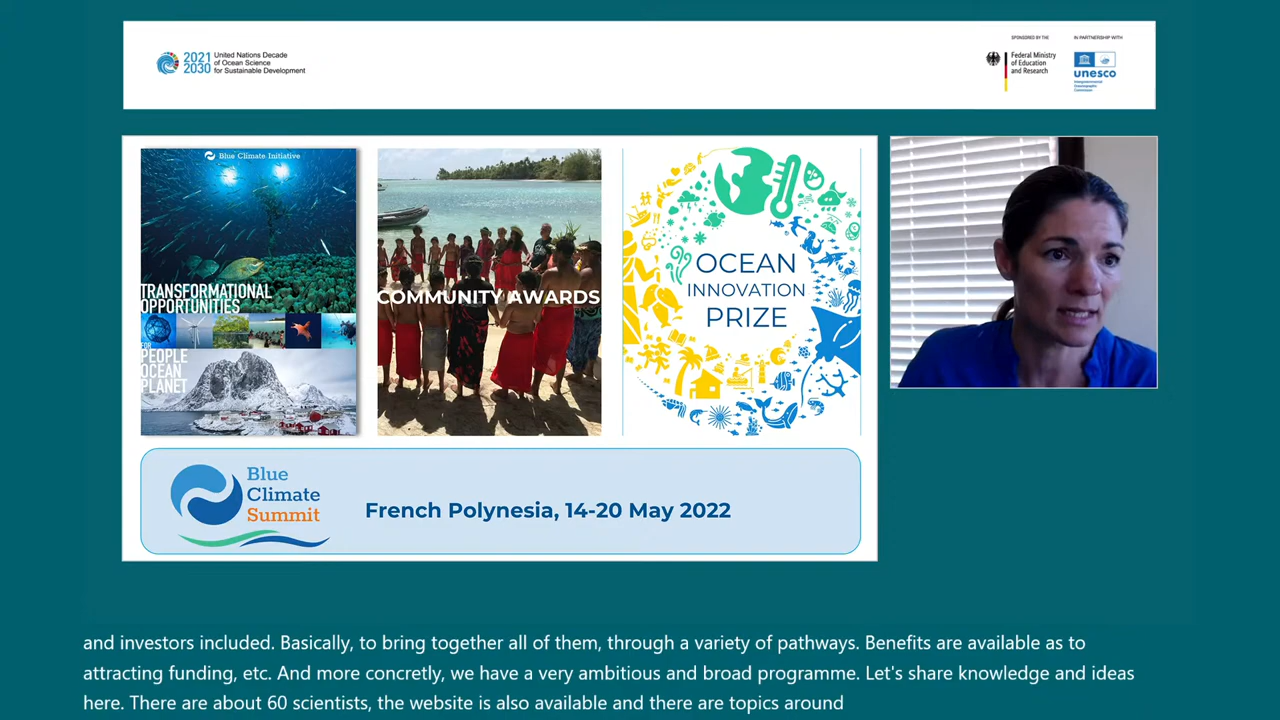 2021
2030
United Nations Decade
of Ocean Science
for Sustainable Development
SPONSORED BY THE
Federal Ministry
of Education
and Research
IN PARTNERSHIP WITH
unesco
Intergovernmental
Oceanographic
Commission
Blue Climate Initiative
TRANSFORMATIONAL
OPPORTUNITIES
FOR
PEOPLE
OCEAN
PLANET
COMMUNITY AWARDS
OCEAN
INNOVATION
PRIZE
Blue
Climate
Summit
French Polynesia, 14-20 May 2022
and investors included. Basically, to bring together all of them, through a variety of pathways. Benefits are available as to
attracting funding, etc. And more concretly, we have a very ambitious and broad programme. Let's share knowledge and ideas
here. There are about 60 scientists, the website is also available and there are topics around